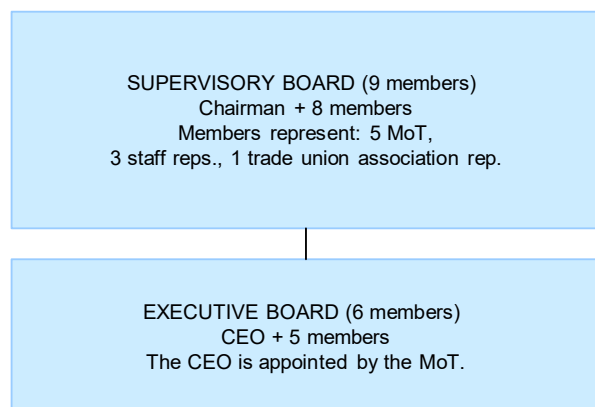 SUPERVISORY BOARD (9 members)
Chairman + 8 members
Members represent: 5 MoT,
3 staff reps., 1 trade union association rep.
EXECUTIVE BOARD (6 members)
CEO + 5 members
The CEO is appointed by the MoT.